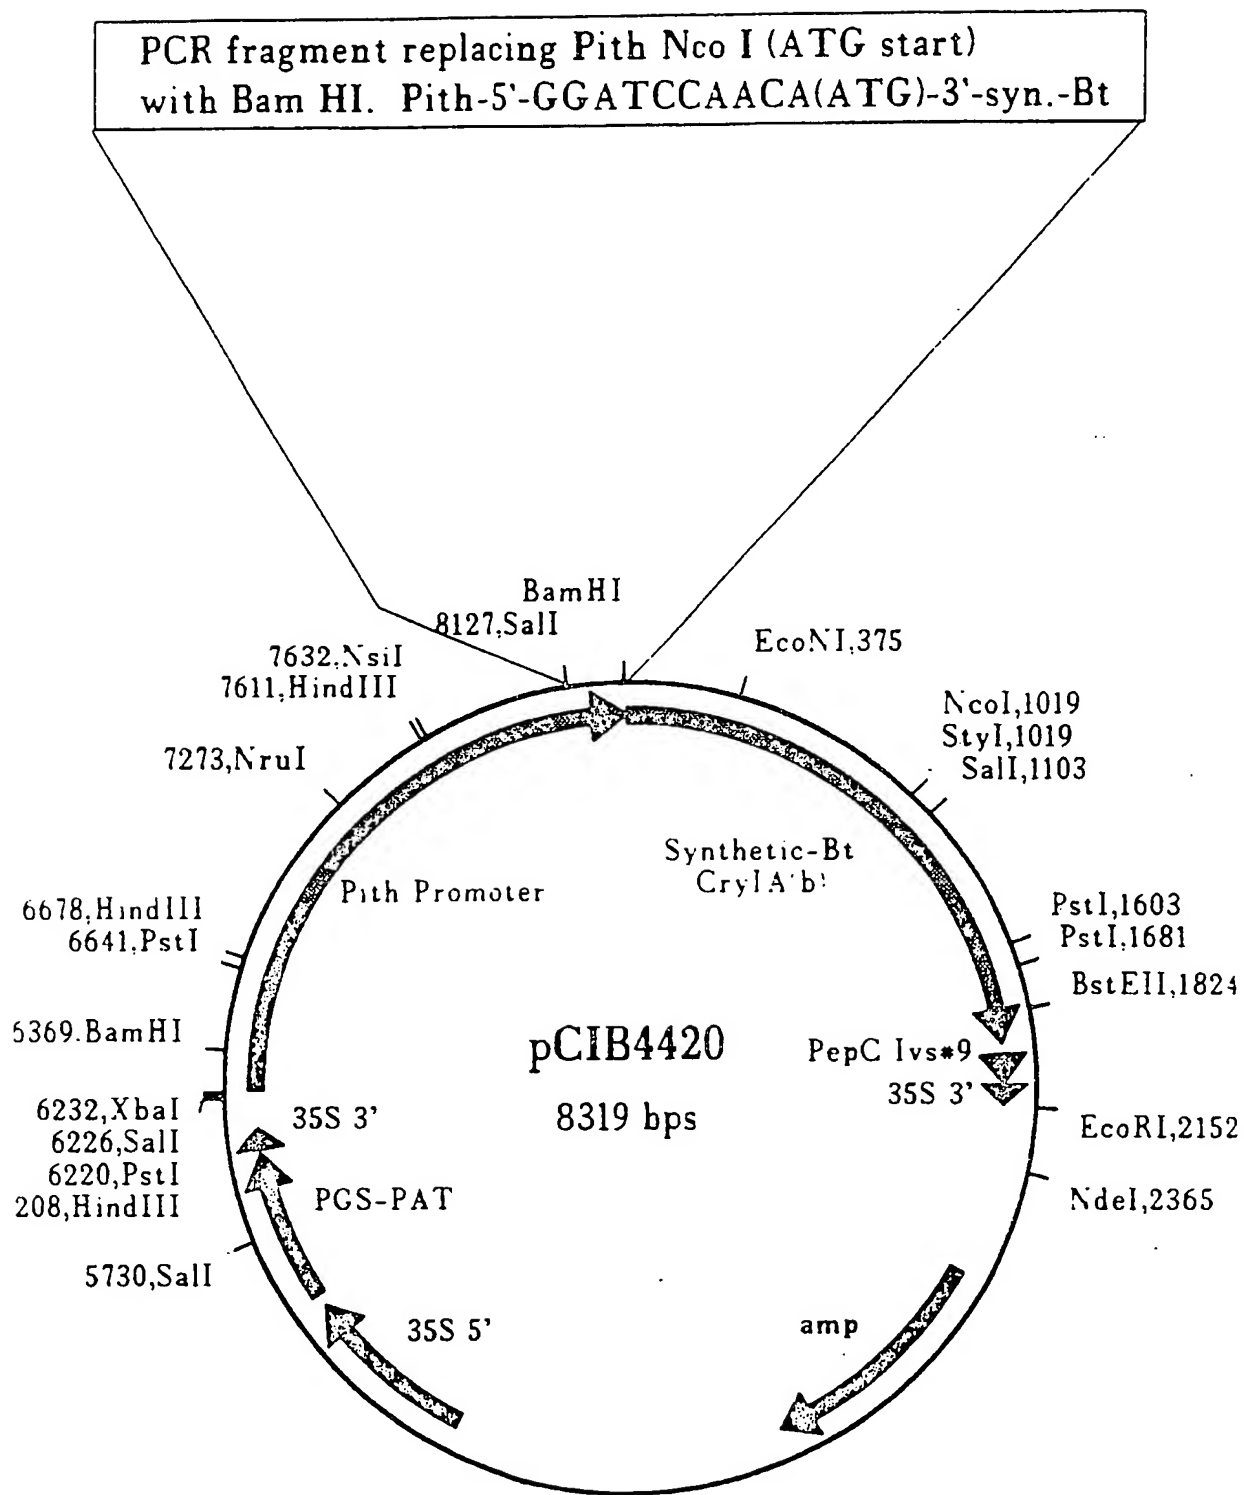 PCR fragment replacing Pith Nco I (ATG start)
with Bam HI. Pith-5'-GGATCCAACA(ATG)-3'-syn.-Bt
BamHI
8127,SalI
EcoNI,375
7632,NsiI
7611,HindIII
7273,NruI
NcoI,1019
StyI,1019
SalI,1103
Synthetic-Bt
CryIA'b'
Pith Promoter
6678,HindIII
6641,PstI
PstI,1603
PstI,1681
BstEII,1824
6369.BamHI
pCIB4420
8319 bps
PepC Ivs#9
35S 3'
EcoRI,2152
6232,XbaI
6226,SalI
6220,PstI
208,HindIII
35S 3'
PGS-PAT
NdeI,2365
5730,SalI
35S 5'
amp